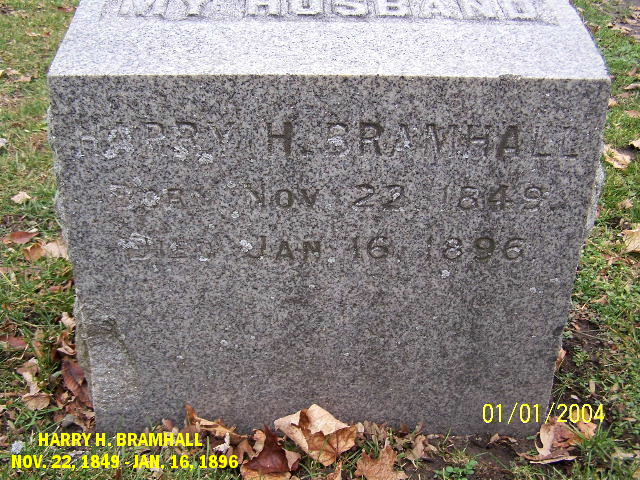 MY HUSBAND
HARRY H. BRAMHALL
BORN NOV. 22, 1849.
DIED JAN. 16, 1896
01/01/2004
HARRY H. BRAMHALL
NOV. 22, 1849 - JAN. 16, 1896